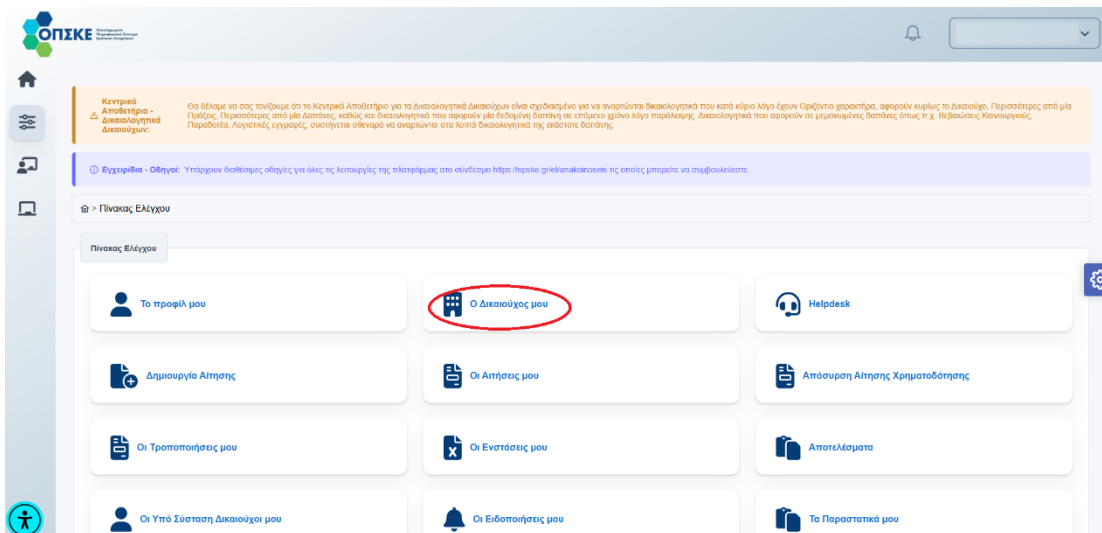 ΟΠΣΚΕ
Κεντρικό
Αποθετήριο -
Δικαιολογητικά
Δικαιούχων:
Θα θέλαμε να σας τονίζουμε ότι το Κεντρικό Αποθετήριο για τα Δικαιολογητικά Δικαιούχων είναι σχεδιασμένο για να αναρτώνται δικαιολογητικά που κατά κύριο λόγο έχουν Οριζόντιο χαρακτήρα, αφορούν κυρίως το Δικαιούχο, Περισσότερες από μία
Πράξεις, Περισσότερες από μία Δαπάνες, καθώς και δικαιολογητικά που αφορούν μία δεδομένη δαπάνη σε επόμενο χρόνο λόγο παράλειψης. Δικαιολογητικά που αφορούν σε μεμονωμένες δαπάνες όπως π.χ. Βεβαιώσεις Καινουργιούς,
Παραδοτέα, Λογιστικές εγγραφές, συστήνεται σθεναρά να αναρτώνται στα λοιπά δικαιολογητικά της εκάστοτε δαπάνης.
Εγχειρίδια - Οδηγοί: Υπάρχουν διαθέσιμες οδηγίες για όλες τις λειτουργίες της πλατφόρμας στο σύνδεσμο https://opske.gr/el/anakoinoseis τις οποίες μπορείτε να συμβουλεύεστε.
> Πίνακας Ελέγχου
Πίνακας Ελέγχου
Το προφίλ μου
Ο Δικαιούχος μου
Helpdesk
Δημιουργία Αίτησης
Οι Αιτήσεις μου
Απόσυρση Αίτησης Χρηματοδότησης
Οι Τροποποιήσεις μου
Οι Ενστάσεις μου
Αποτελέσματα
Οι Υπό Σύσταση Δικαιούχοι μου
Οι Ειδοποιήσεις μου
Τα Παραστατικά μου